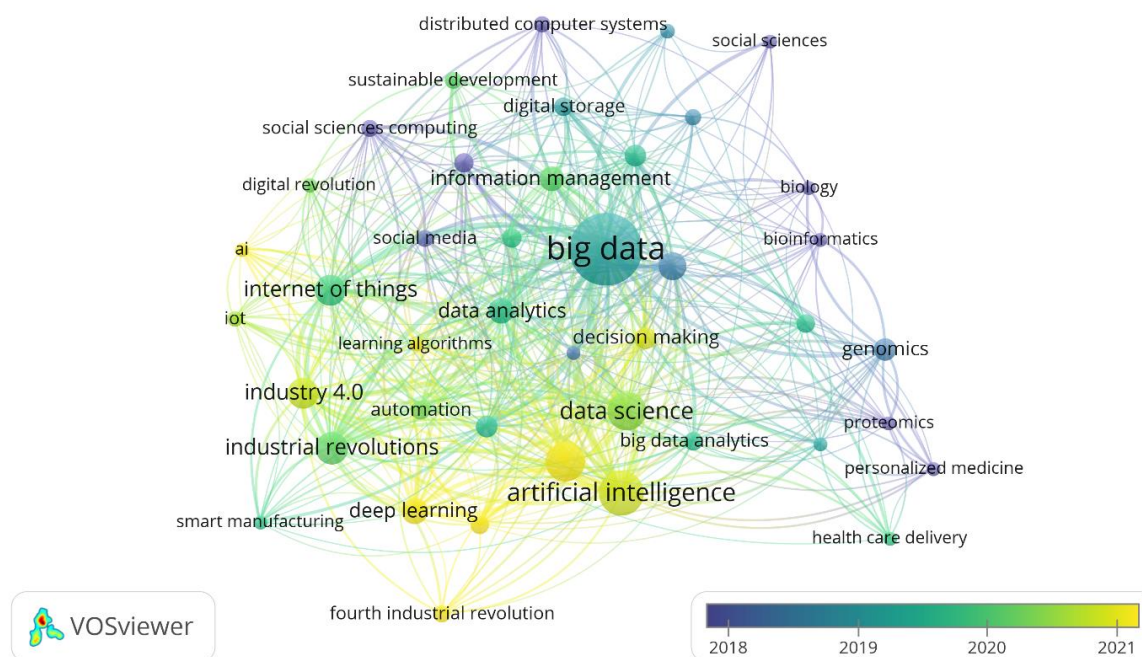 distributed computer systems
social sciences
sustainable development
digital storage
social sciences computing
information management
digital revolution
biology
social media
bioinformatics
big data
ai
internet of things
data analytics
iot
learning algorithms
decision making
genomics
industry 4.0
automation
data science
proteomics
industrial revolutions
big data analytics
personalized medicine
artificial intelligence
deep learning
smart manufacturing
health care delivery
fourth industrial revolution
VOSviewer
2018
2019
2020
2021